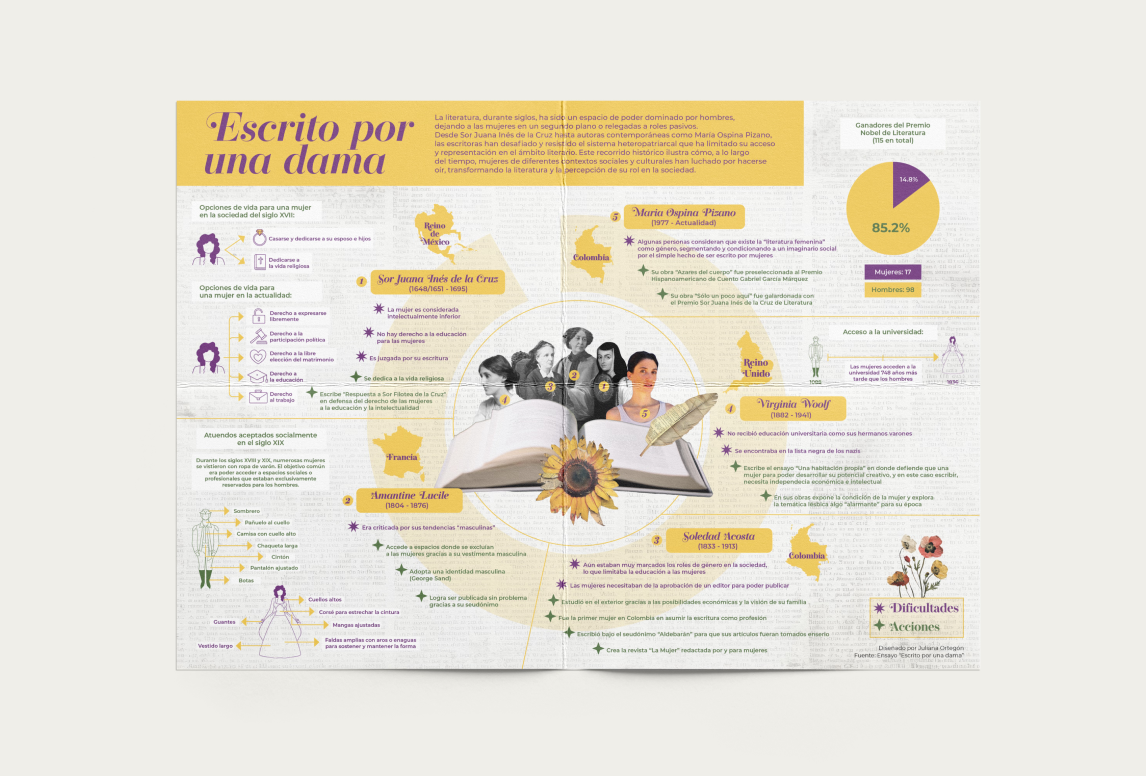 Escrito por
una dama
La literatura, durante siglos, ha sido un espacio de poder dominado por hombres,
dejando a las mujeres en un segundo plano o relegadas a roles pasivos.
Desde Sor Juana Inés de la Cruz hasta autoras contemporáneas como María Ospina Pizano,
las escritoras han desafiado y resistido el sistema heteropatriarcal que ha limitado su acceso
y representación en el ámbito literario. Este recorrido histórico ilustra cómo, a lo largo
del tiempo, mujeres de diferentes contextos sociales y culturales han luchado por hacerse
oír, transformando la literatura y la percepción de su rol en la sociedad.
Ganadores del Premio
Nobel de Literatura
(115 en total)
14.8%
85.2%
Mujeres: 17
Hombres: 98
Opciones de vida para una mujer
en la sociedad del siglo XVII:
Casarse y dedicarse a su esposo e hijos
Dedicarse a
la vida religiosa
Opciones de vida para
una mujer en la actualidad:
Derecho a expresarse
libremente
Derecho a la
participación política
Derecho a la libre
elección del matrimonio
Derecho a
la educación
Derecho
al trabajo
Reino
de
México
1
Sor Juana Inés de la Cruz
(1648/1651 - 1695)
La mujer es considerada
intelectualmente inferior
No hay derecho a la educación
para las mujeres
Es juzgada por su escritura
Se dedica a la vida religiosa
Escribe "Respuesta a Sor Filotea de la Cruz"
en defensa del derecho de las mujeres
a la educación y la intelectualidad
Colombia
5
María Ospina Pizano
(1977 - Actualidad)
Algunas personas consideran que existe la "literatura femenina"
como género, segmentando y condicionando a un imaginario social
por el simple hecho de ser escrito por mujeres
Su obra "Azares del cuerpo" fue preseleccionada al Premio
Hispanoamericano de Cuento Gabriel García Márquez
Su obra "Sólo un poco aquí" fue galardonada con
el Premio Sor Juana Inés de la Cruz de Literatura
Acceso a la universidad:
Las mujeres acceden a la
universidad 748 años más
tarde que los hombres
4
3
2
1
5
Reino
Unido
4
Virginia Woolf
(1882 - 1941)
No recibió educación universitaria como sus hermanos varones
Se encontraba en la lista negra de los nazis
Escribe el ensayo "Una habitación propia" en donde defiende que una
mujer para poder desarrollar su potencial creativo, y en este caso escribir,
necesita independecia económica e intelectual
En sus obras expone la condición de la mujer y explora
la temática lésbica algo "alarmante" para su época
Atuendos aceptados socialmente
en el siglo XIX
Durante los siglos XVIII y XIX, numerosas mujeres
se vistieron con ropa de varón. El objetivo común
era poder acceder a espacios sociales o
profesionales que estaban exclusivamente
reservados para los hombres.
Sombrero
Pañuelo al cuello
Camisa con cuello alto
Chaqueta larga
Cintón
Pantalón ajustado
Botas
Cuellos altos
Corsé para estrechar la cintura
Guantes
Mangas ajustadas
Vestido largo
Faldas amplias con aros o enaguas
para sostener y mantener la forma
Francia
2
Amantine Lucile
(1804 - 1876)
Era criticada por sus tendencias "masculinas"
Accede a espacios donde se excluían
a las mujeres gracias a su vestimenta masculina
Adopta una identidad masculina
(George Sand)
Logra ser publicada sin problema
gracias a su seudónimo
3
Soledad Acosta
(1833 - 1913)
Colombia
Aún estaban muy marcados los roles de género en la sociedad,
lo que limitaba la educación a las mujeres
Las mujeres necesitaban de la aprobación de un editor para poder publicar
Estudio en el exterior gracias a las posibilidades económicas y la visión de su familia
Fue la primer mujer en Colombia en asumir la escritura como profesión
Escribió bajo el seudónimo "Aldebarán" para que sus artículos fueran tomados enserio
Crea la revista "La Mujer" redactada por y para mujeres
Dificultades
Acciones
Diseñado por Juliana Ortegón
Fuente: Ensayo "Escrito por una dama"